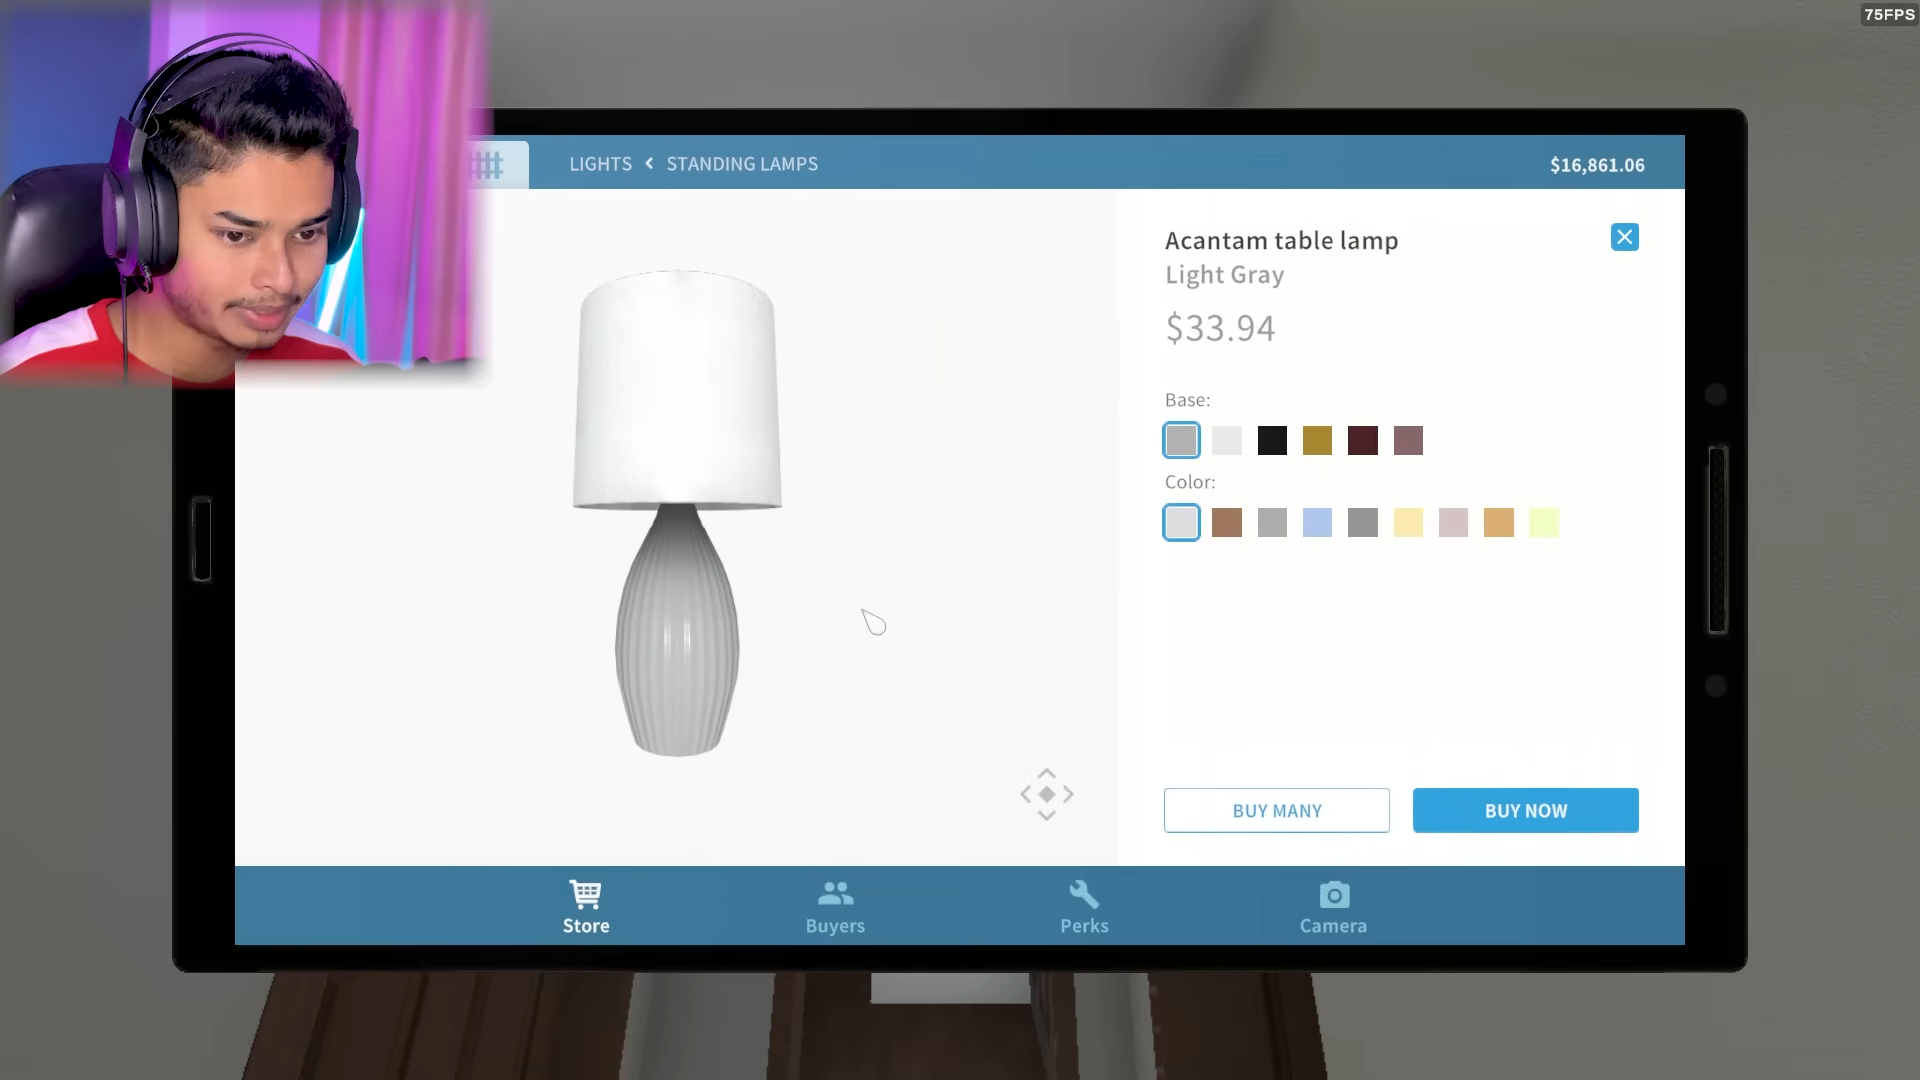 75FPS
LIGHTS < STANDING LAMPS
$16,861.06
Acantam table lamp
Light Gray
$33.94
Base:
Color:
BUY MANY
BUY NOW
Store
Buyers
Perks
Camera